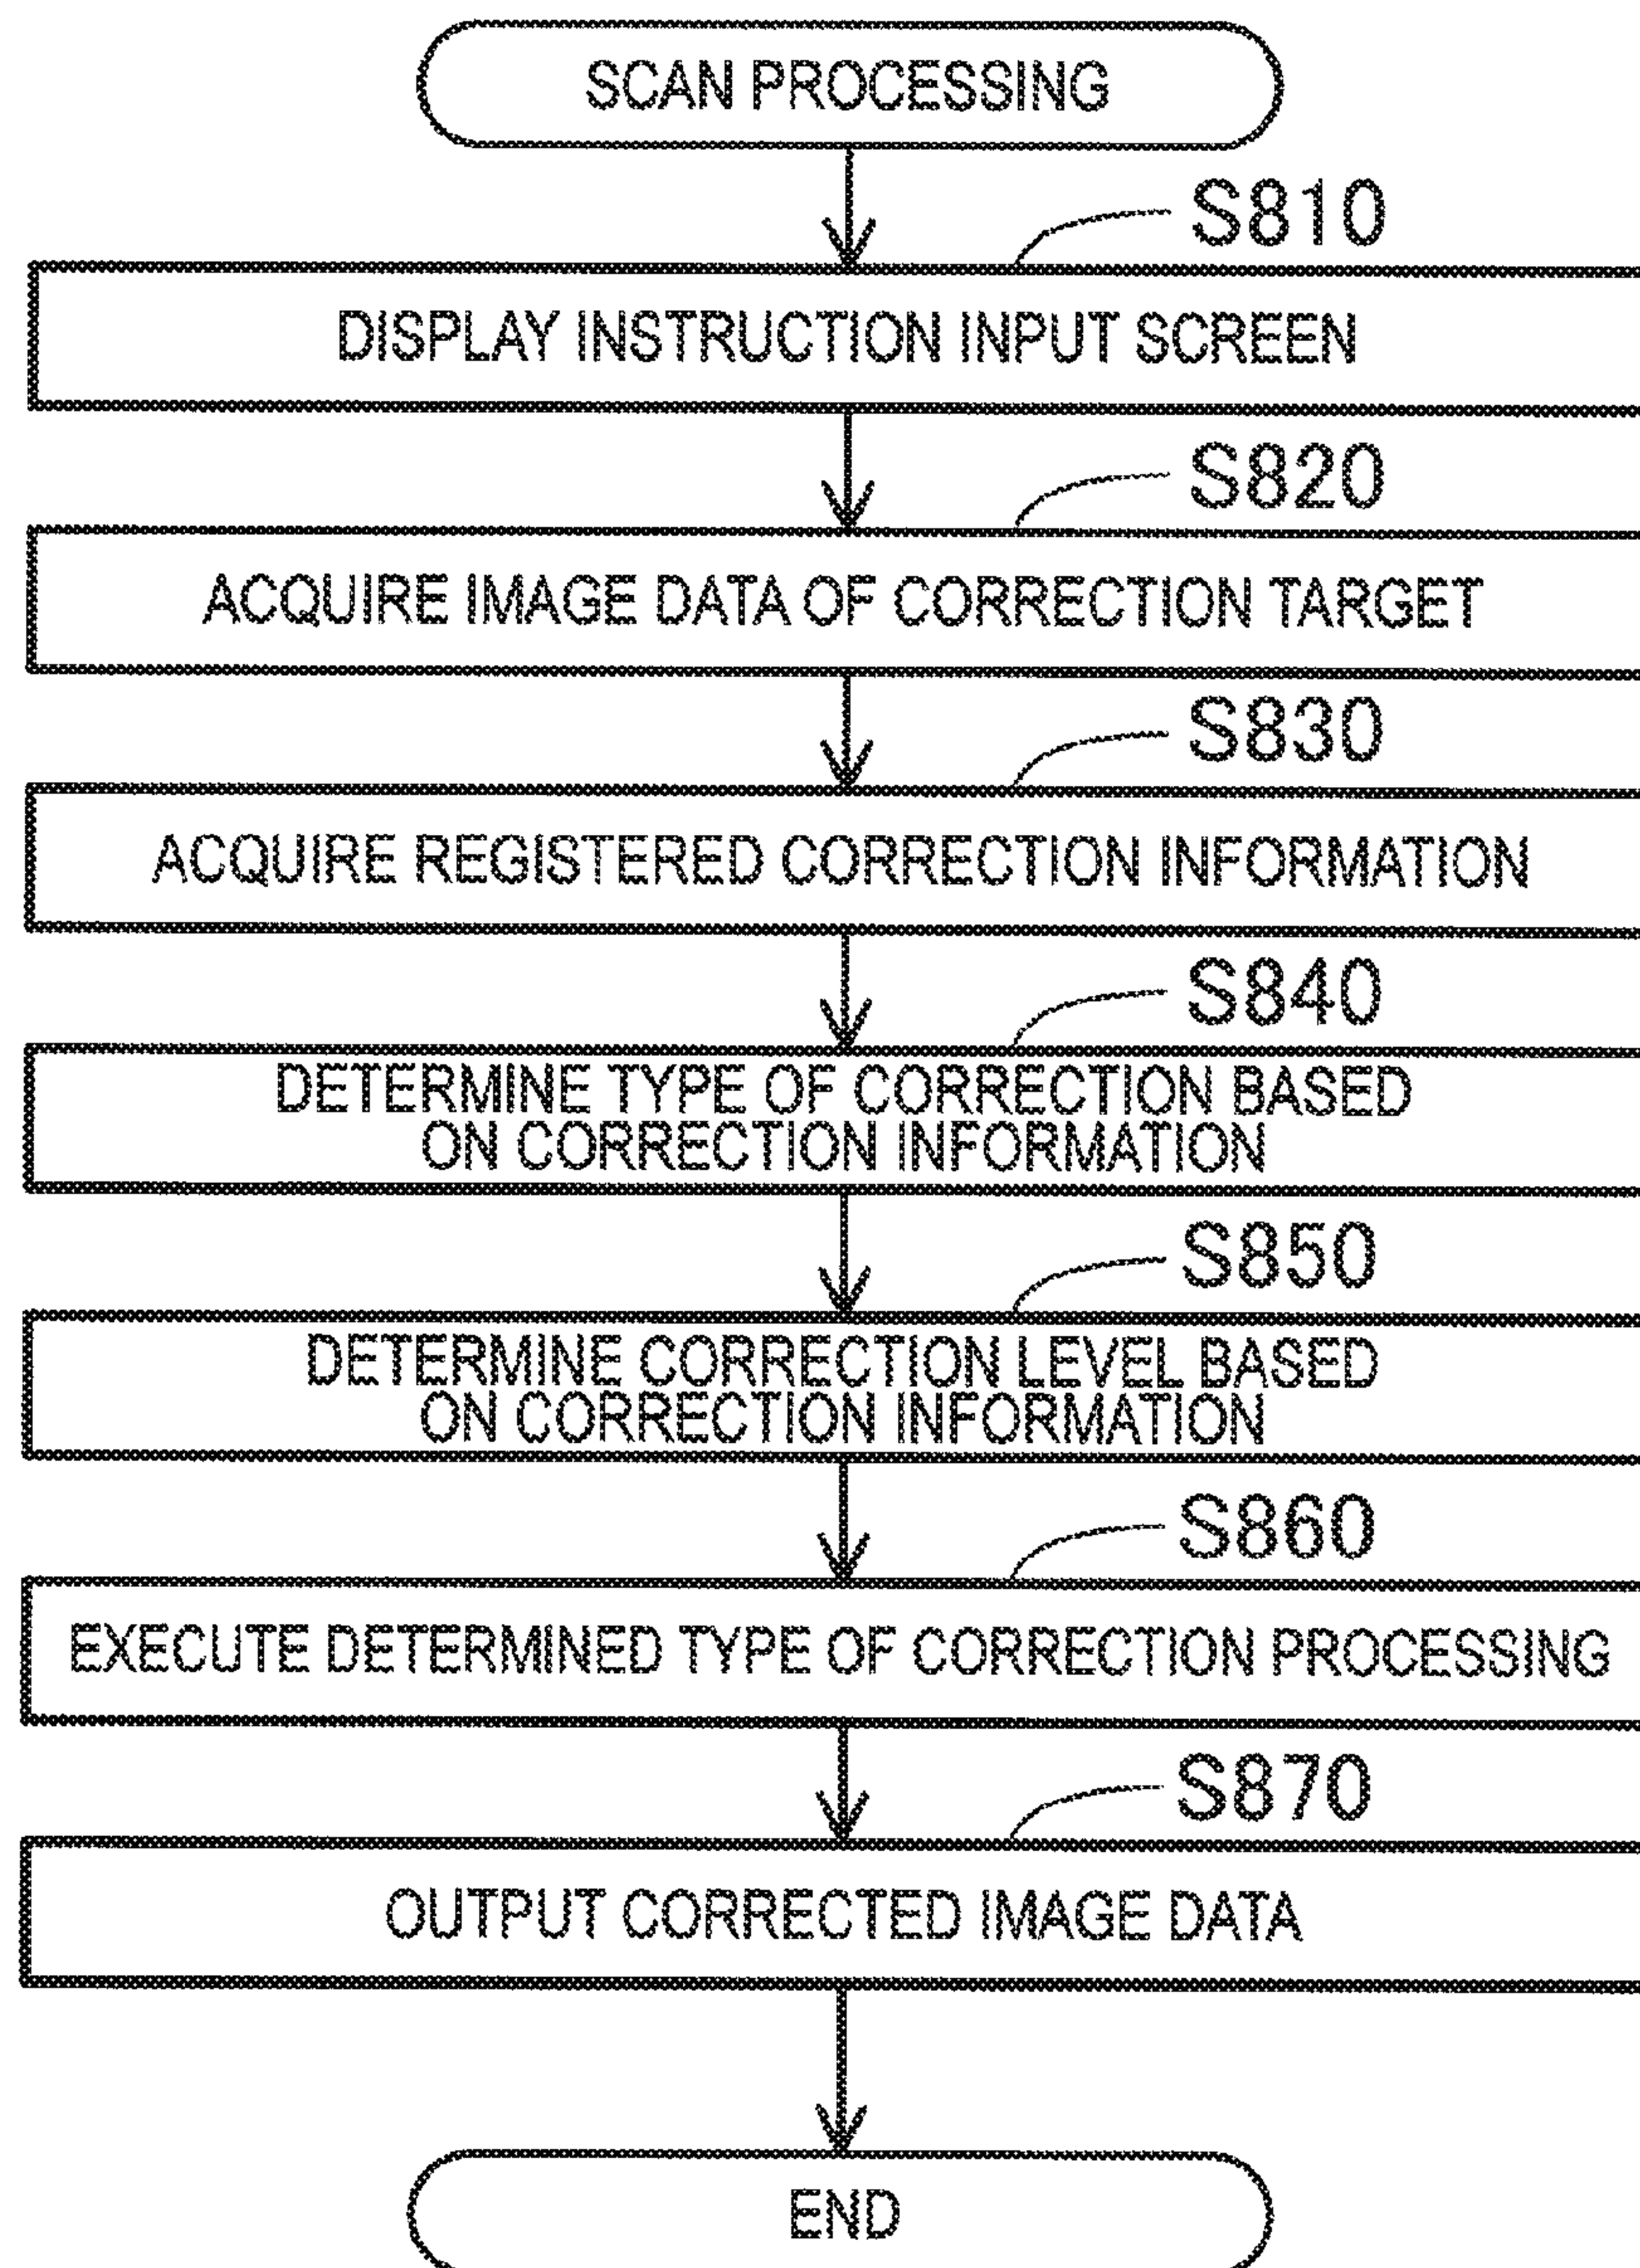 SCAN PROCESSING
S810
DISPLAY INSTRUCTION INPUT SCREEN
S820
ACQUIRE IMAGE DATA OF CORRECTION TARGET
S830
ACQUIRE REGISTERED CORRECTION INFORMATION
S840
DETERMINE TYPE OF CORRECTION BASED
ON CORRECTION INFORMATION
S850
DETERMINE CORRECTION LEVEL BASED
ON CORRECTION INFORMATION
S860
EXECUTE DETERMINED TYPE OF CORRECTION PROCESSING
S870
OUTPUT CORRECTED IMAGE DATA
END